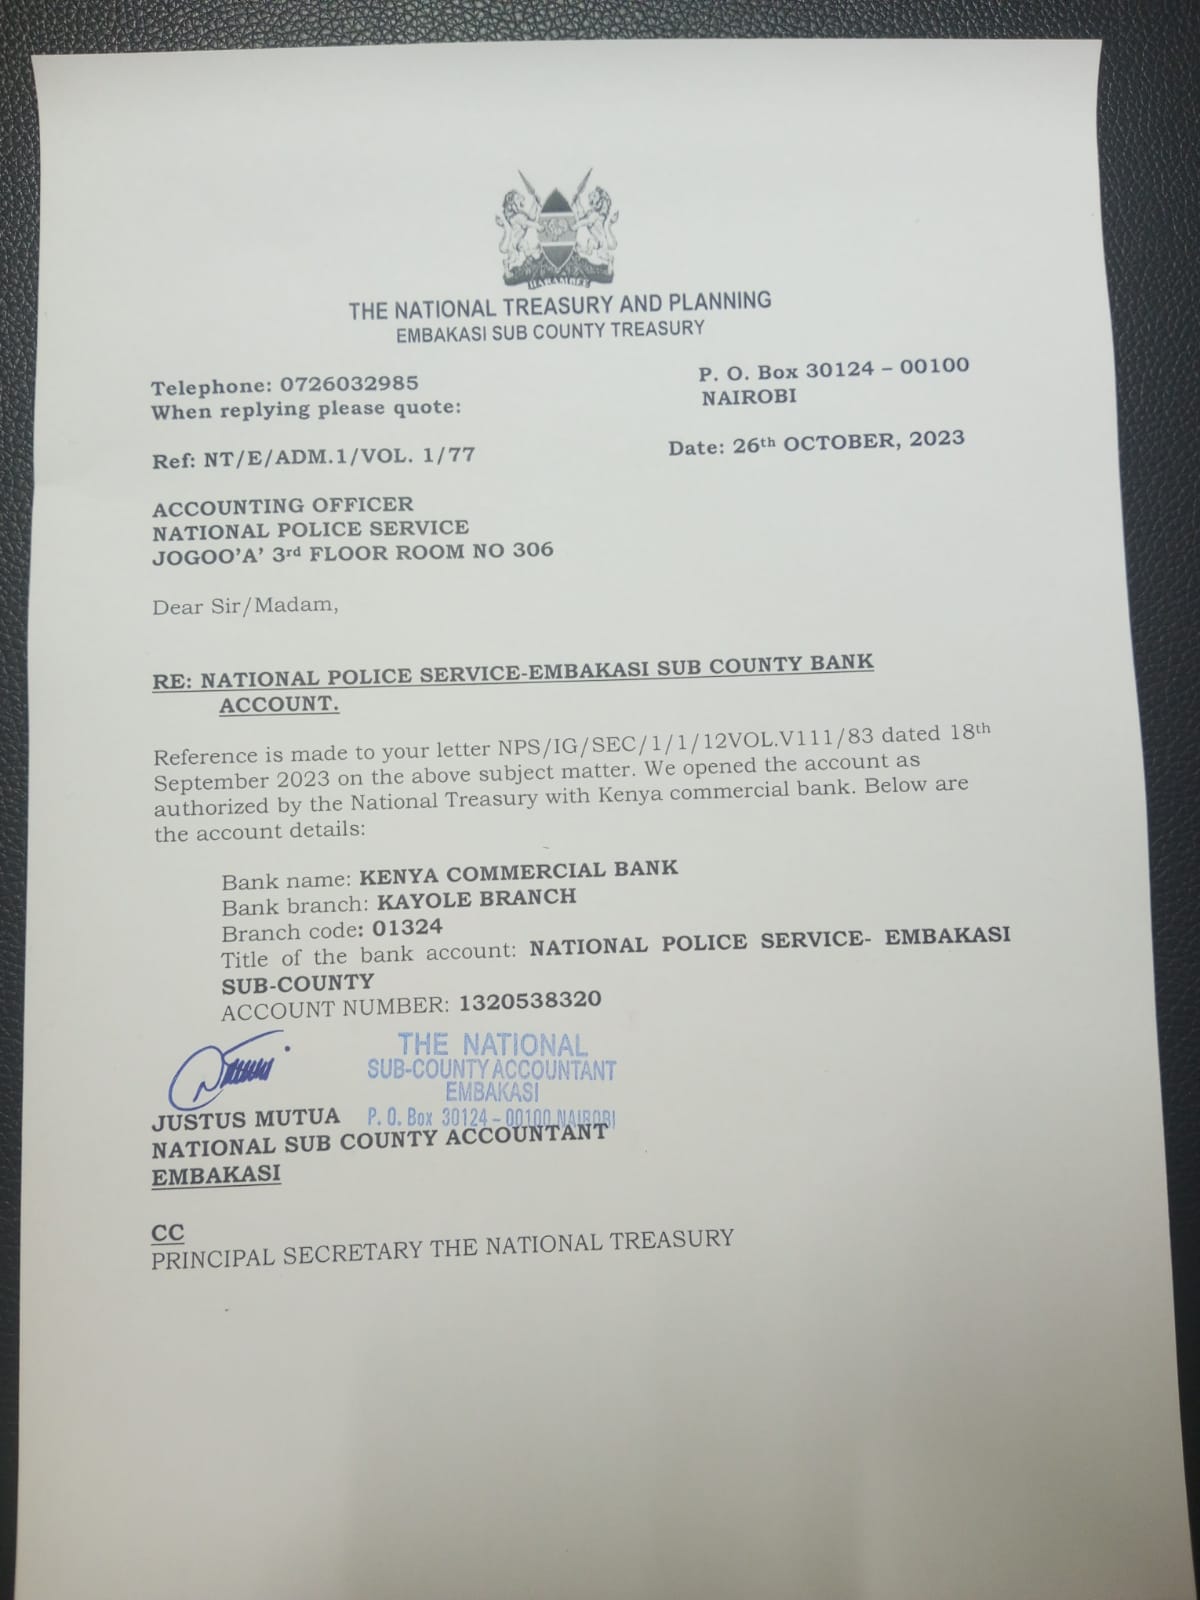 HARAMBEE
THE NATIONAL TREASURY AND PLANNING
EMBAKASI SUB COUNTY TREASURY
Telephone: 0726032985
When replying please quote:
P. O. Box 30124 – 00100
NAIROBI
Ref: NT/E/ADM.1/VOL. 1/77
Date: 26th OCTOBER, 2023
ACCOUNTING OFFICER
NATIONAL POLICE SERVICE
JOGOO'A' 3rd FLOOR ROOM NO 306
Dear Sir/Madam,
RE: NATIONAL POLICE SERVICE-EMBAKASI SUB COUNTY BANK
ACCOUNT.
Reference is made to your letter NPS/IG/SEC/1/1/12VOL.V111/83 dated 18th
September 2023 on the above subject matter. We opened the account as
authorized by the National Treasury with Kenya commercial bank. Below are
the account details:
Bank name: KENYA COMMERCIAL BANK
Bank branch: KAYOLE BRANCH
Branch code: 01324
Title of the bank account: NATIONAL POLICE SERVICE- EMBAKASI
SUB-COUNTY
ACCOUNT NUMBER: 1320538320
THE NATIONAL
SUB-COUNTY ACCOUNTANT
EMBAKASI
P. O. Box 30124 – 00100 NAIROBI
JUSTUS MUTUA
NATIONAL SUB COUNTY ACCOUNTANT
EMBAKASI
CC
PRINCIPAL SECRETARY THE NATIONAL TREASURY